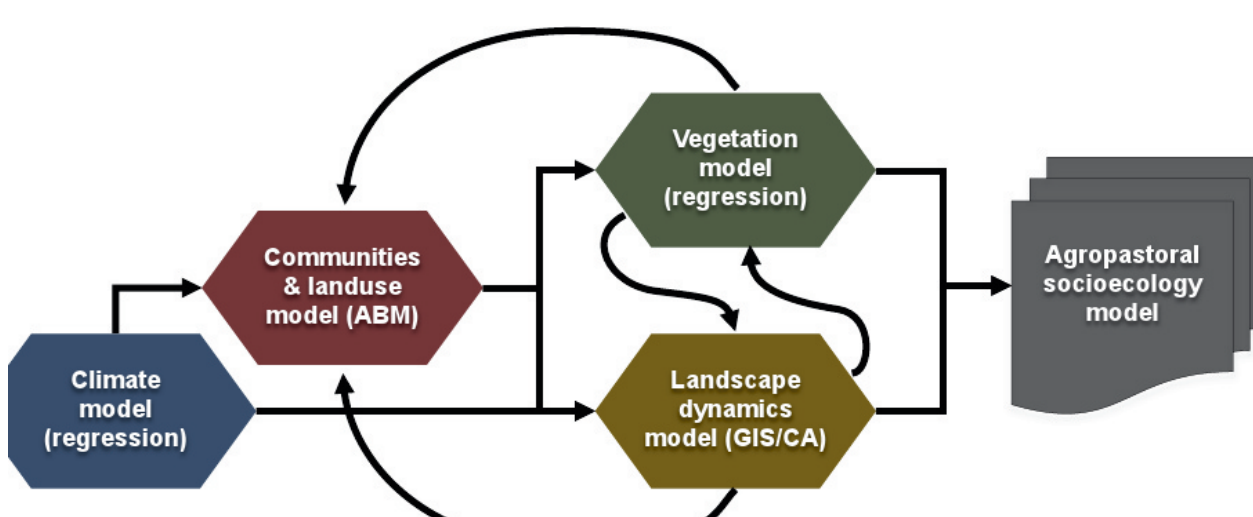 Vegetation
model
(regression)
Communities
& landuse
model (ABM)
Agropastoral
socioecology
model
Climate
model
(regression)
Landscape
dynamics
model (GIS/CA)